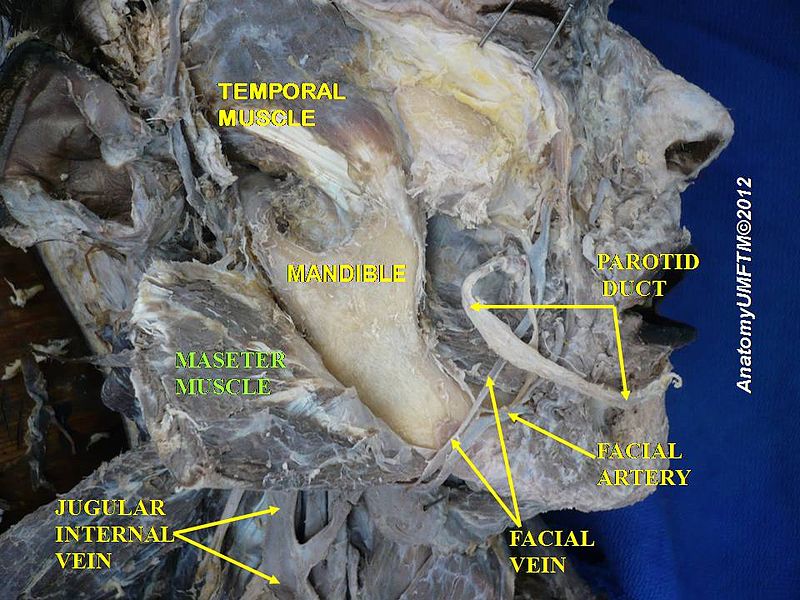 TEMPORAL
MUSCLE
MANDIBLE
PAROTID
DUCT
MASETER
MUSCLE
FACIAL
ARTERY
JUGULAR
INTERNAL
VEIN
FACIAL
VEIN
AnatomyUMFTM©2012